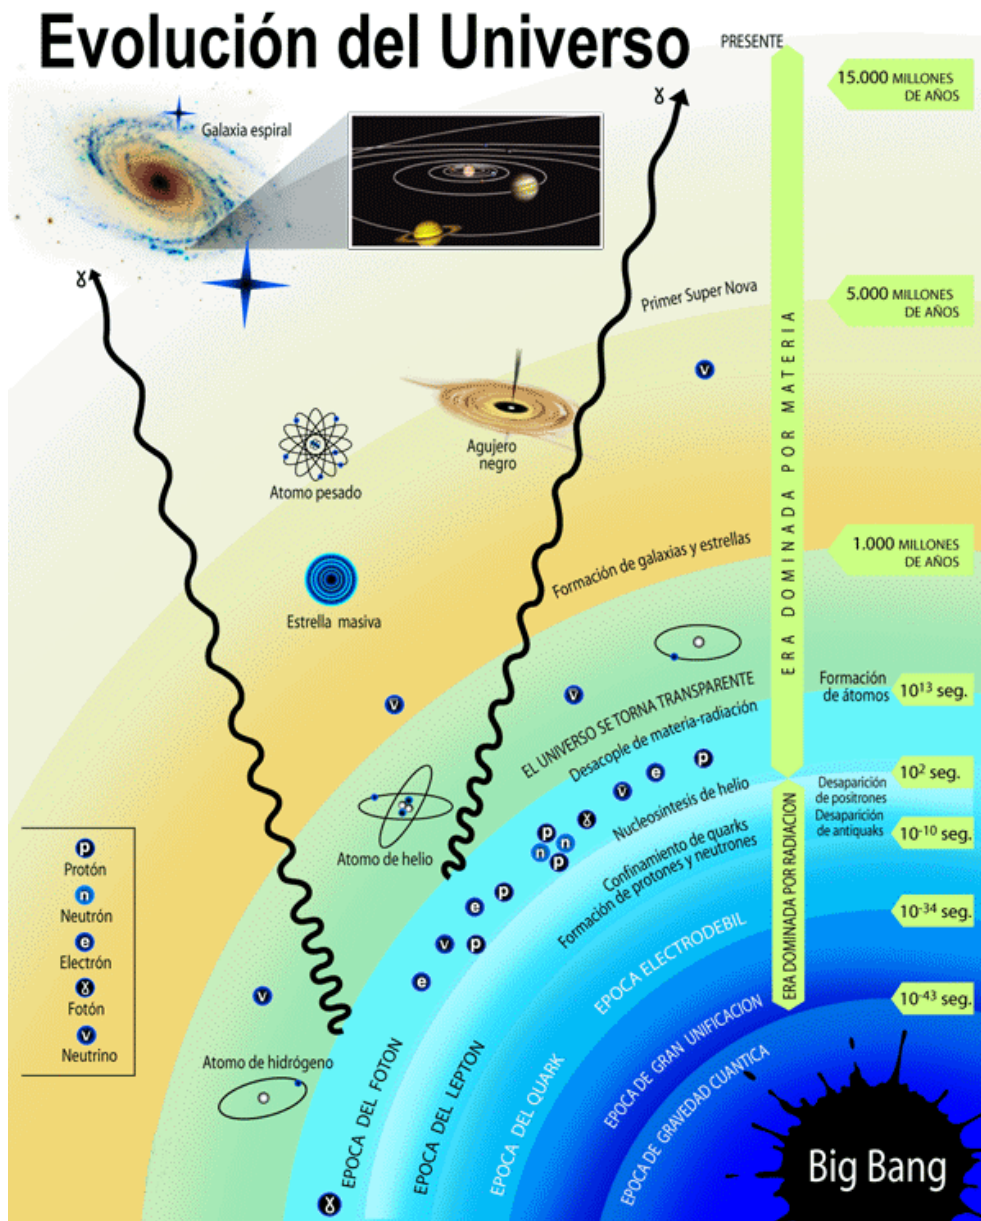 Evolución del Universo
PRESENTE
15.000 MILLONES
DE AÑOS
Galaxia espiral
ɣ
ɣ
Primer Super Nova
5.000 MILLONES
DE AÑOS
ν
Agujero
negro
Atomo pesado
ERA DOMINADA POR MATERIA
1.000 MILLONES
DE AÑOS
Formación de galaxias y estrellas
Estrella masiva
Formación
de átomos
10¹³ seg.
EL UNIVERSO SE TORNA TRANSPARENTE
Desacople de materia-radiación
ν
ν
p
e
ν
10² seg.
Desaparición
de positrones
Desaparición
de antiquaks
10⁻¹⁰ seg.
Nucleosintesis de helio
Confinamiento de quarks
Formación de protones y neutrones
ɣ
p
n
n
p
Atomo de helio
p
e
ν
p
e
ERA DOMINADA POR RADIACION
10⁻³⁴ seg.
10⁻⁴³ seg.
p
Protón
n
Neutrón
e
Electrón
ɣ
Fotón
ν
Neutrino
ν
Atomo de hidrógeno
EPOCA DEL FOTON
EPOCA DEL LEPTON
EPOCA DEL QUARK
EPOCA ELECTRODEBIL
EPOCA DE GRAN UNIFICACION
EPOCA DE GRAVEDAD CUANTICA
ɣ
Big Bang